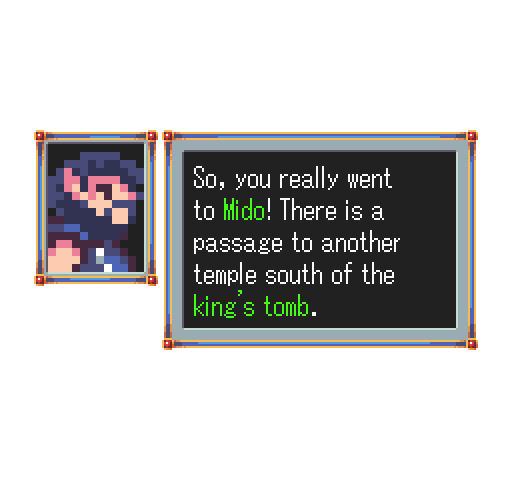 So, you really went
to Mido! There is a
passage to another
temple south of the
king's tomb.